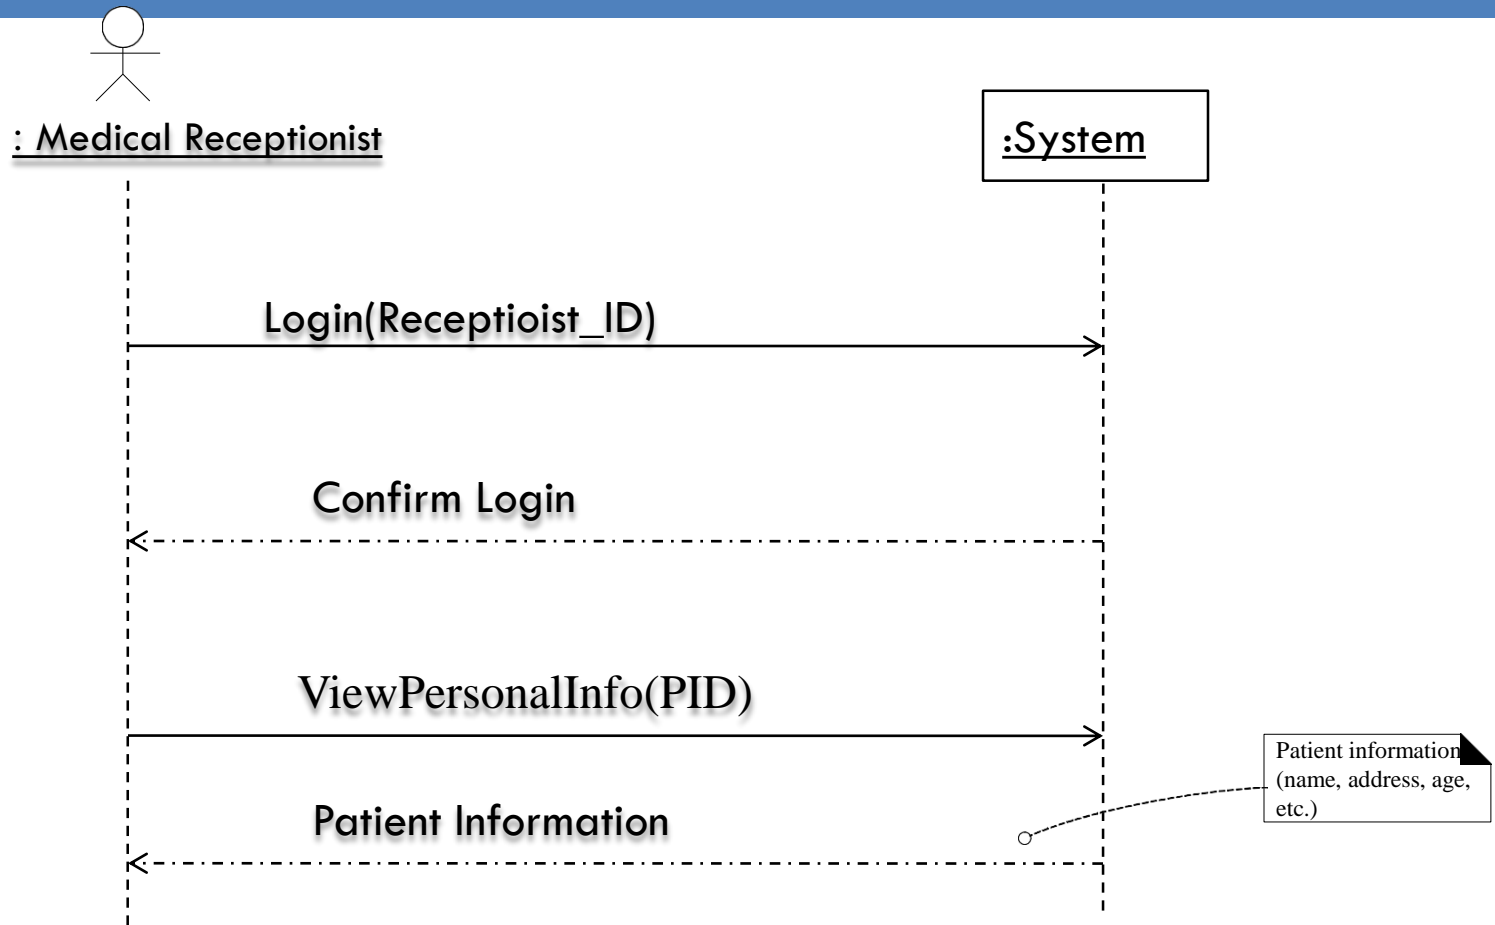 : Medical Receptionist
:System
Login(Receptioist_ID)
Confirm Login
ViewPersonalInfo(PID)
Patient information
(name, address, age,
etc.)
Patient Information